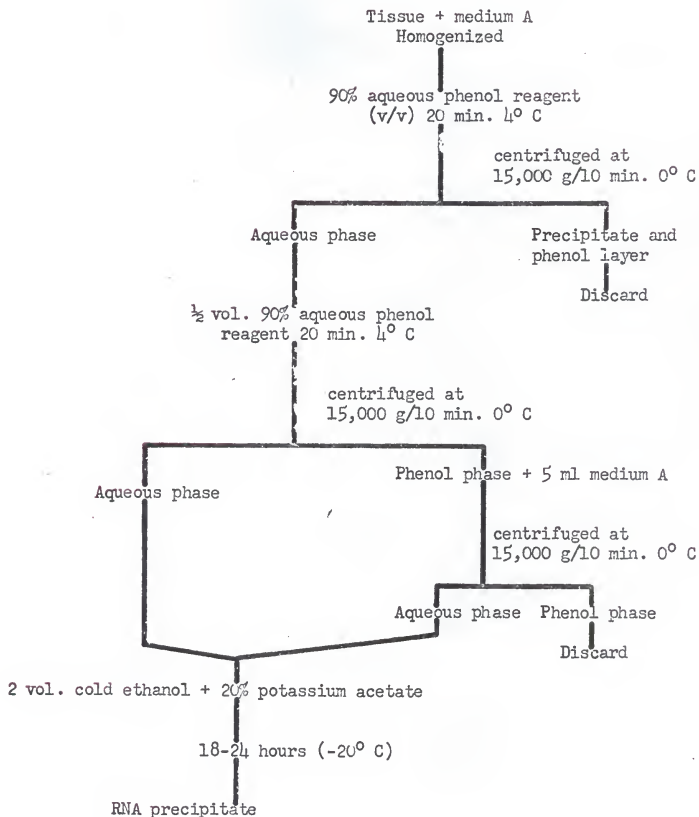 Tissue + medium A
Homogenized
90% aqueous phenol reagent
(v/v) 20 min. 4° C
centrifuged at
15,000 g/10 min. 0° C
Aqueous phase
Precipitate and
phenol layer
Discard
½ vol. 90% aqueous phenol
reagent 20 min. 4° C
centrifuged at
15,000 g/10 min. 0° C
Aqueous phase
Phenol phase + 5 ml medium A
centrifuged at
15,000 g/10 min. 0° C
Aqueous phase
Phenol phase
Discard
2 vol. cold ethanol + 20% potassium acetate
18-24 hours (-20° C)
RNA precipitate